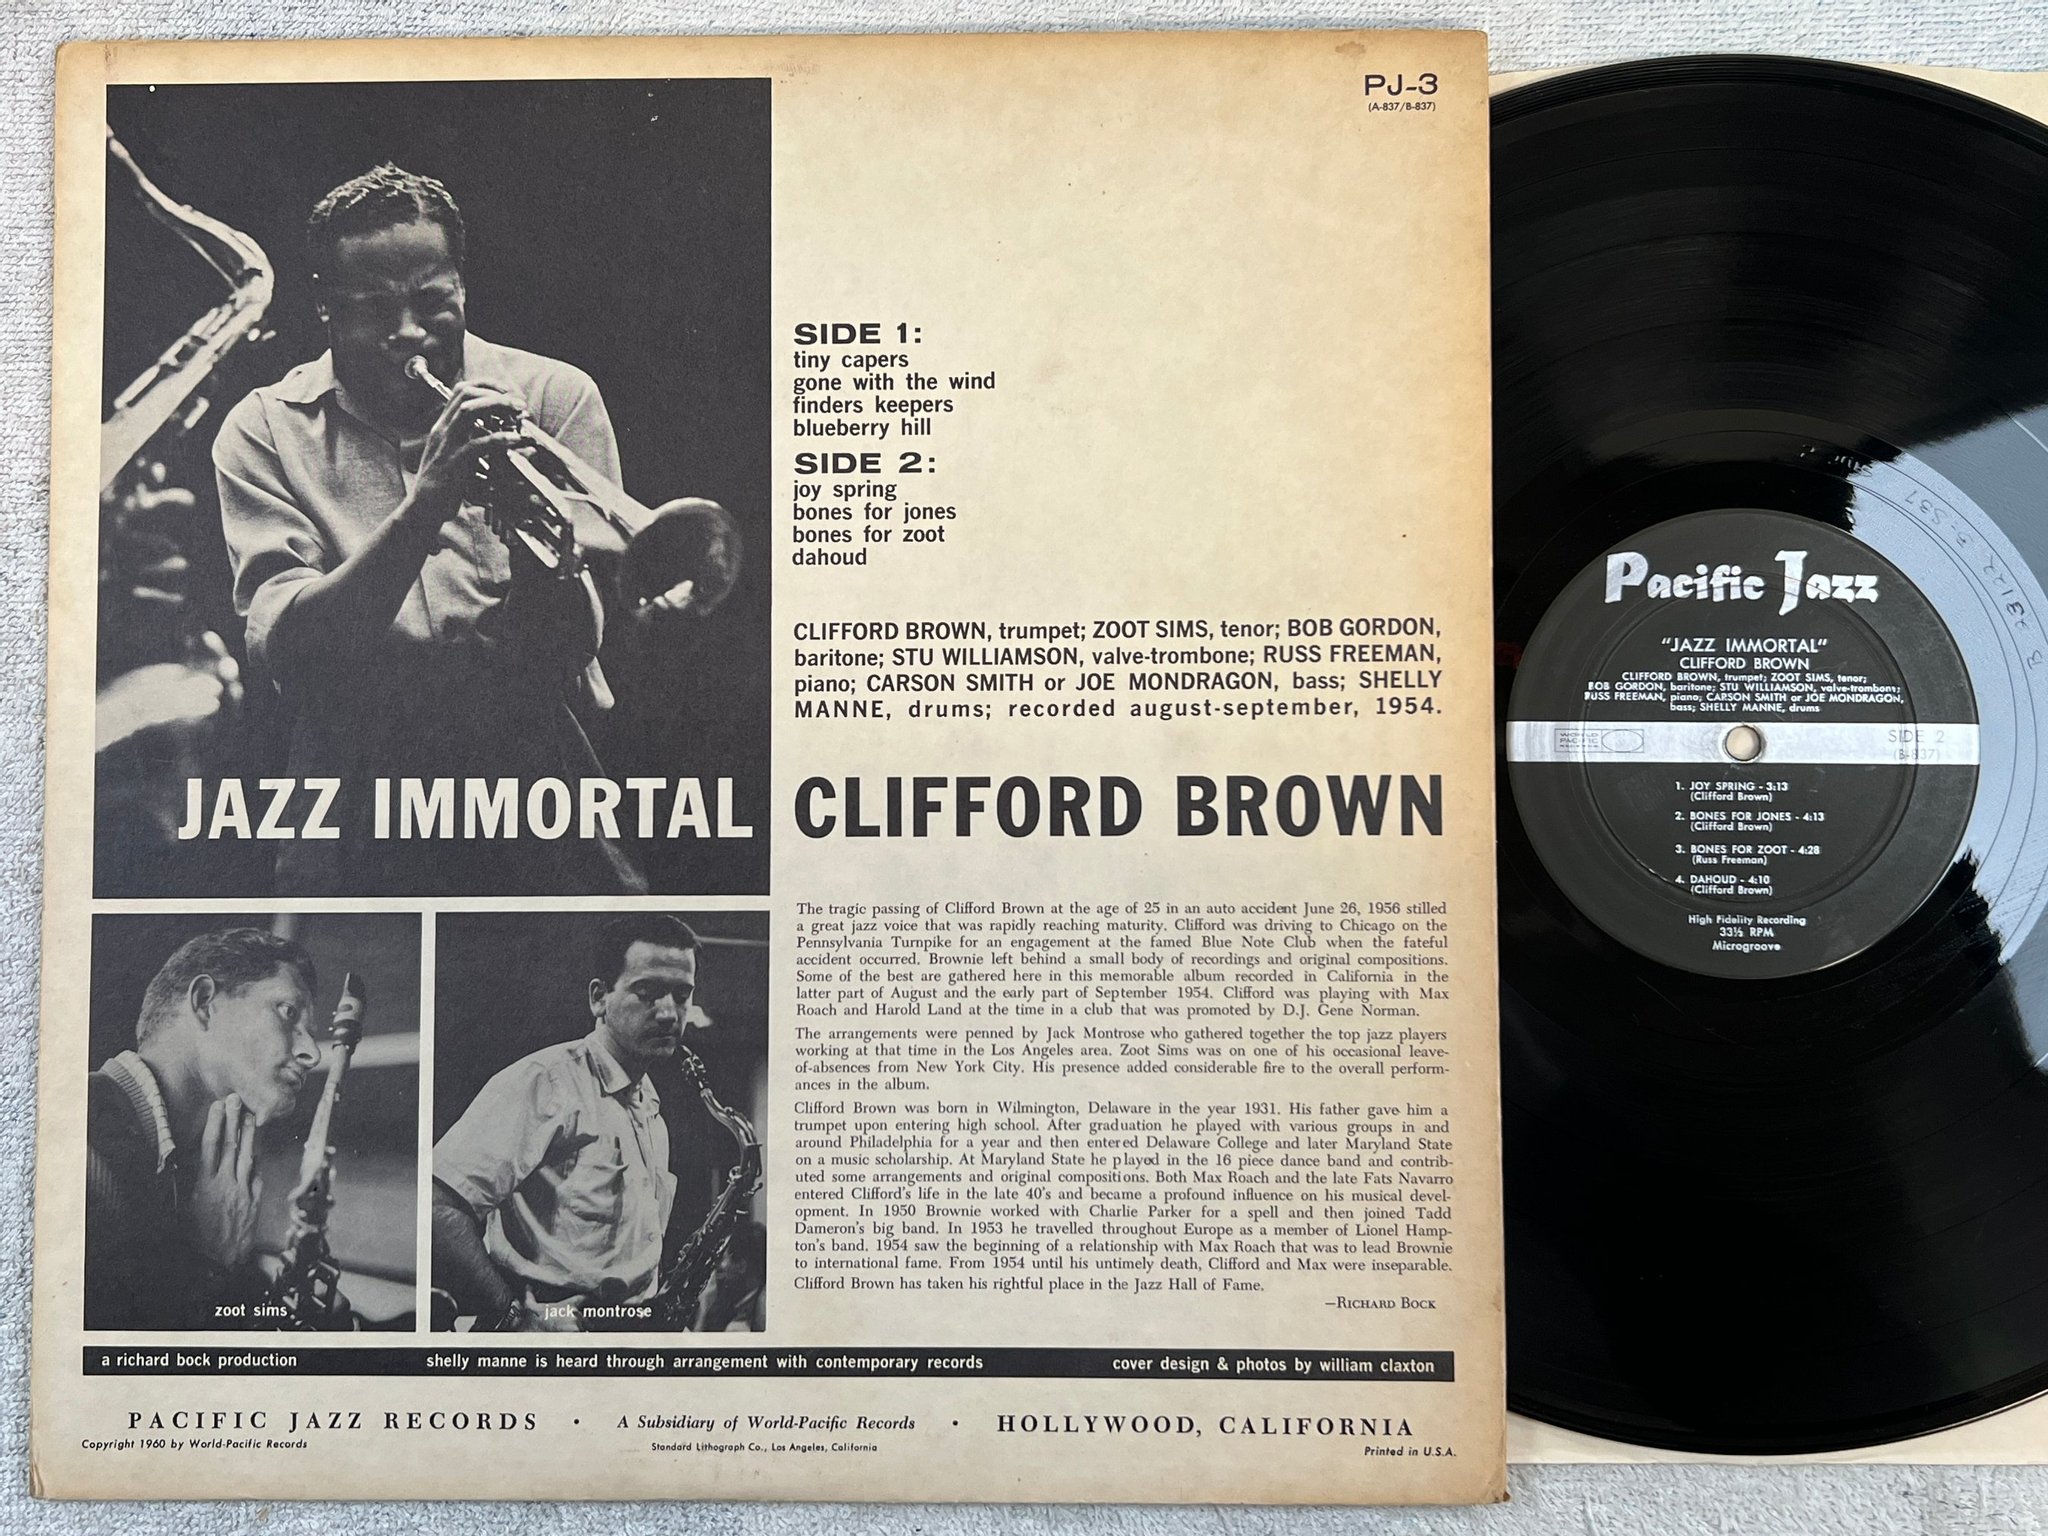 PJ-3
(A-837/B-837)
SIDE 1:
tiny capers
gone with the wind
finders keepers
blueberry hill
SIDE 2:
joy spring
bones for jones
bones for zoot
dahoud
CLIFFORD BROWN, trumpet; ZOOT SIMS, tenor; BOB GORDON,
baritone; STU WILLIAMSON, valve-trombone; RUSS FREEMAN,
piano; CARSON SMITH or JOE MONDRAGON, bass; SHELLY
MANNE, drums; recorded august-september, 1954.
JAZZ IMMORTAL CLIFFORD BROWN
The tragic passing of Clifford Brown at the age of 25 in an auto accident June 26, 1956 stilled
a great jazz voice that was rapidly reaching maturity. Clifford was driving to Chicago on the
Pennsylvania Turnpike for an engagement at the famed Blue Note Club when the fateful
accident occurred. Brownie left behind a small body of recordings and original compositions.
Some of the best are gathered here in this memorable album recorded in California in the
latter part of August and the early part of September 1954. Clifford was playing with Max
Roach and Harold Land at the time in a club that was promoted by D.J. Gene Norman.
The arrangements were penned by Jack Montrose who gathered together the top jazz players
working at that time in the Los Angeles area. Zoot Sims was on one of his occasional leave-
of-absences from New York City. His presence added considerable fire to the overall perform-
ances in the album.
Clifford Brown was born in Wilmington, Delaware in the year 1931. His father gave him a
trumpet upon entering high school. After graduation he played with various groups in and
around Philadelphia for a year and then entered Delaware College and later Maryland State
on a music scholarship. At Maryland State he played in the 16 piece dance band and contrib-
uted some arrangements and original compositions. Both Max Roach and the late Fats Navarro
entered Clifford's life in the late 40's and became a profound influence on his musical devel-
opment. In 1950 Brownie worked with Charlie Parker for a spell and then joined Tadd
Dameron's big band. In 1953 he travelled throughout Europe as a member of Lionel Hamp-
ton's band. 1954 saw the beginning of a relationship with Max Roach that was to lead Brownie
to international fame. From 1954 until his untimely death, Clifford and Max were inseparable.
Clifford Brown has taken his rightful place in the Jazz Hall of Fame.
—RICHARD BOCK
zoot sims
jack montrose
a richard bock production shelly manne is heard through arrangement with contemporary records cover design & photos by william claxton
PACIFIC JAZZ RECORDS • A Subsidiary of World-Pacific Records • HOLLYWOOD, CALIFORNIA
Copyright 1960 by World-Pacific Records
Standard Lithograph Co., Los Angeles, California
Printed in U.S.A.
Pacific Jazz
"JAZZ IMMORTAL"
CLIFFORD BROWN
CLIFFORD BROWN, trumpet; ZOOT SIMS, tenor;
BOB GORDON, baritone; STU WILLIAMSON, valve-trombone;
RUSS FREEMAN, piano; CARSON SMITH or JOE MONDRAGON,
bass; SHELLY MANNE, drums
WORLD
PACIFIC
RECORDS
SIDE 2
(B-837)
1. JOY SPRING - 3:13
(Clifford Brown)
2. BONES FOR JONES - 4:13
(Clifford Brown)
3. BONES FOR ZOOT - 4:28
(Russ Freeman)
4. DAHOUD - 4:10
(Clifford Brown)
High Fidelity Recording
33⅓ RPM
Microgroove